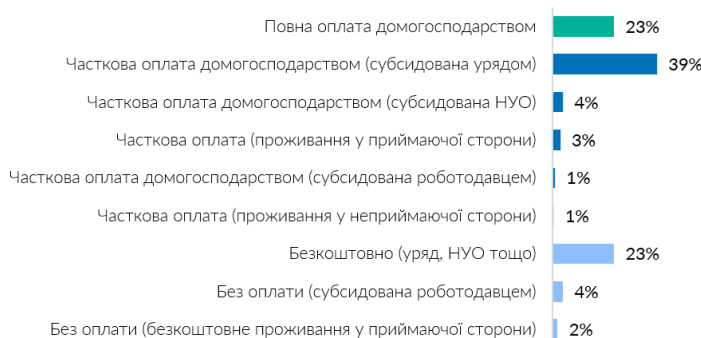 Повна оплата домогосподарством 23%
Часткова оплата домогосподарством (субсидована урядом) 39%
Часткова оплата домогосподарством (субсидована НУО) 4%
Часткова оплата (проживання у приймаючої сторони) 3%
Часткова оплата домогосподарством (субсидована роботодавцем) 1%
Часткова оплата (проживання у неприймаючої сторони) 1%
Безкоштовно (уряд, НУО тощо) 23%
Без оплати (субсидована роботодавцем) 4%
Без оплати (безкоштовне проживання у приймаючої сторони) 2%